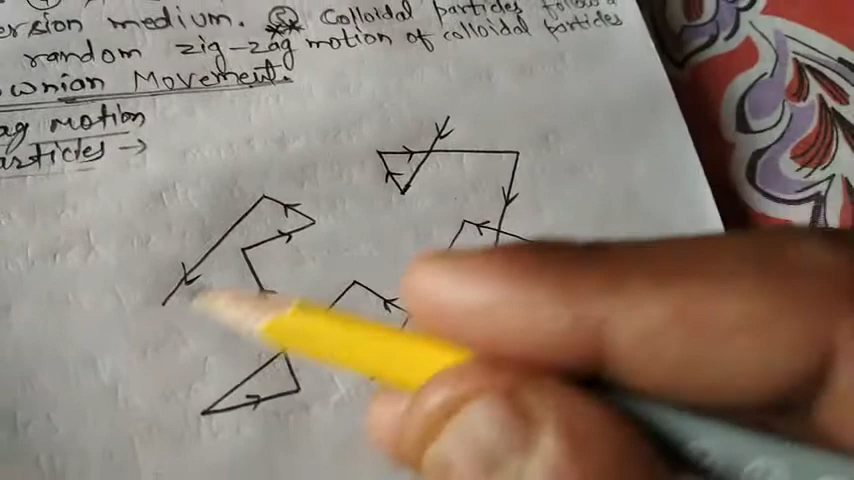 ersion medium. Colloidal particles follow a
random zig-zag motion of colloidal particles
ownian Movement.
ag motion
articles →